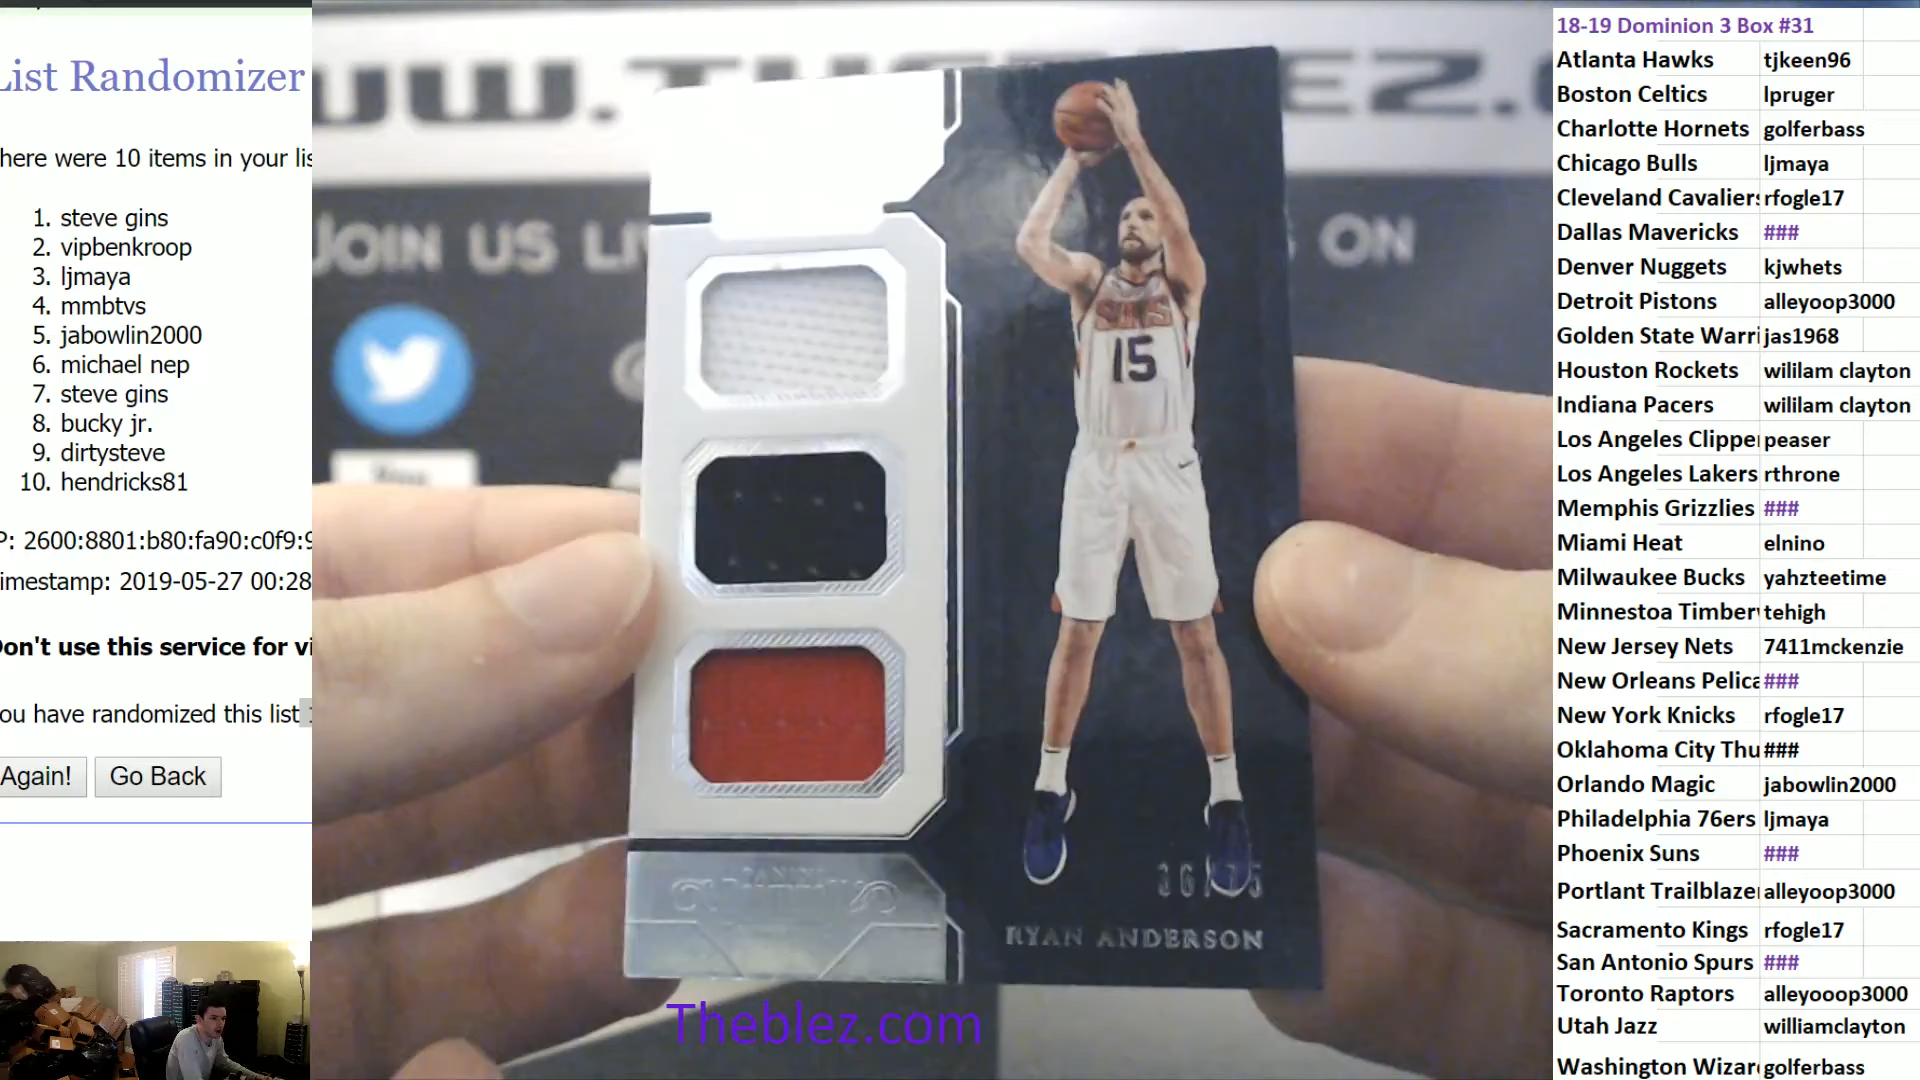 List Randomizer
here were 10 items in your lis
1. steve gins
2. vipbenkroop
3. ljmaya
4. mmbtvs
5. jabowlin2000
6. michael nep
7. steve gins
8. bucky jr.
9. dirtysteve
10. hendricks81
P: 2600:8801:b80:fa90:c0f9:9
imestamp: 2019-05-27 00:28
Don't use this service for vi
ou have randomized this list
Again!
Go Back
JOIN US LI
ON
SUNS
15
PANINI
RYAN ANDERSON
Theblez.com
18-19 Dominion 3 Box #31
Atlanta Hawks tjkeen96
Boston Celtics lpruger
Charlotte Hornets golferbass
Chicago Bulls ljmaya
Cleveland Cavaliers rfogle17
Dallas Mavericks ###
Denver Nuggets kjwhets
Detroit Pistons alleyoop3000
Golden State Warri jas1968
Houston Rockets wililam clayton
Indiana Pacers wililam clayton
Los Angeles Clipper peaser
Los Angeles Lakers rthrone
Memphis Grizzlies ###
Miami Heat elnino
Milwaukee Bucks yahzteetime
Minnestoa Timberw tehigh
New Jersey Nets 7411mckenzie
New Orleans Pelica ###
New York Knicks rfogle17
Oklahoma City Thu ###
Orlando Magic jabowlin2000
Philadelphia 76ers ljmaya
Phoenix Suns ###
Portlant Trailblazer alleyoop3000
Sacramento Kings rfogle17
San Antonio Spurs ###
Toronto Raptors alleyooop3000
Utah Jazz williamclayton
Washington Wizar golferbass